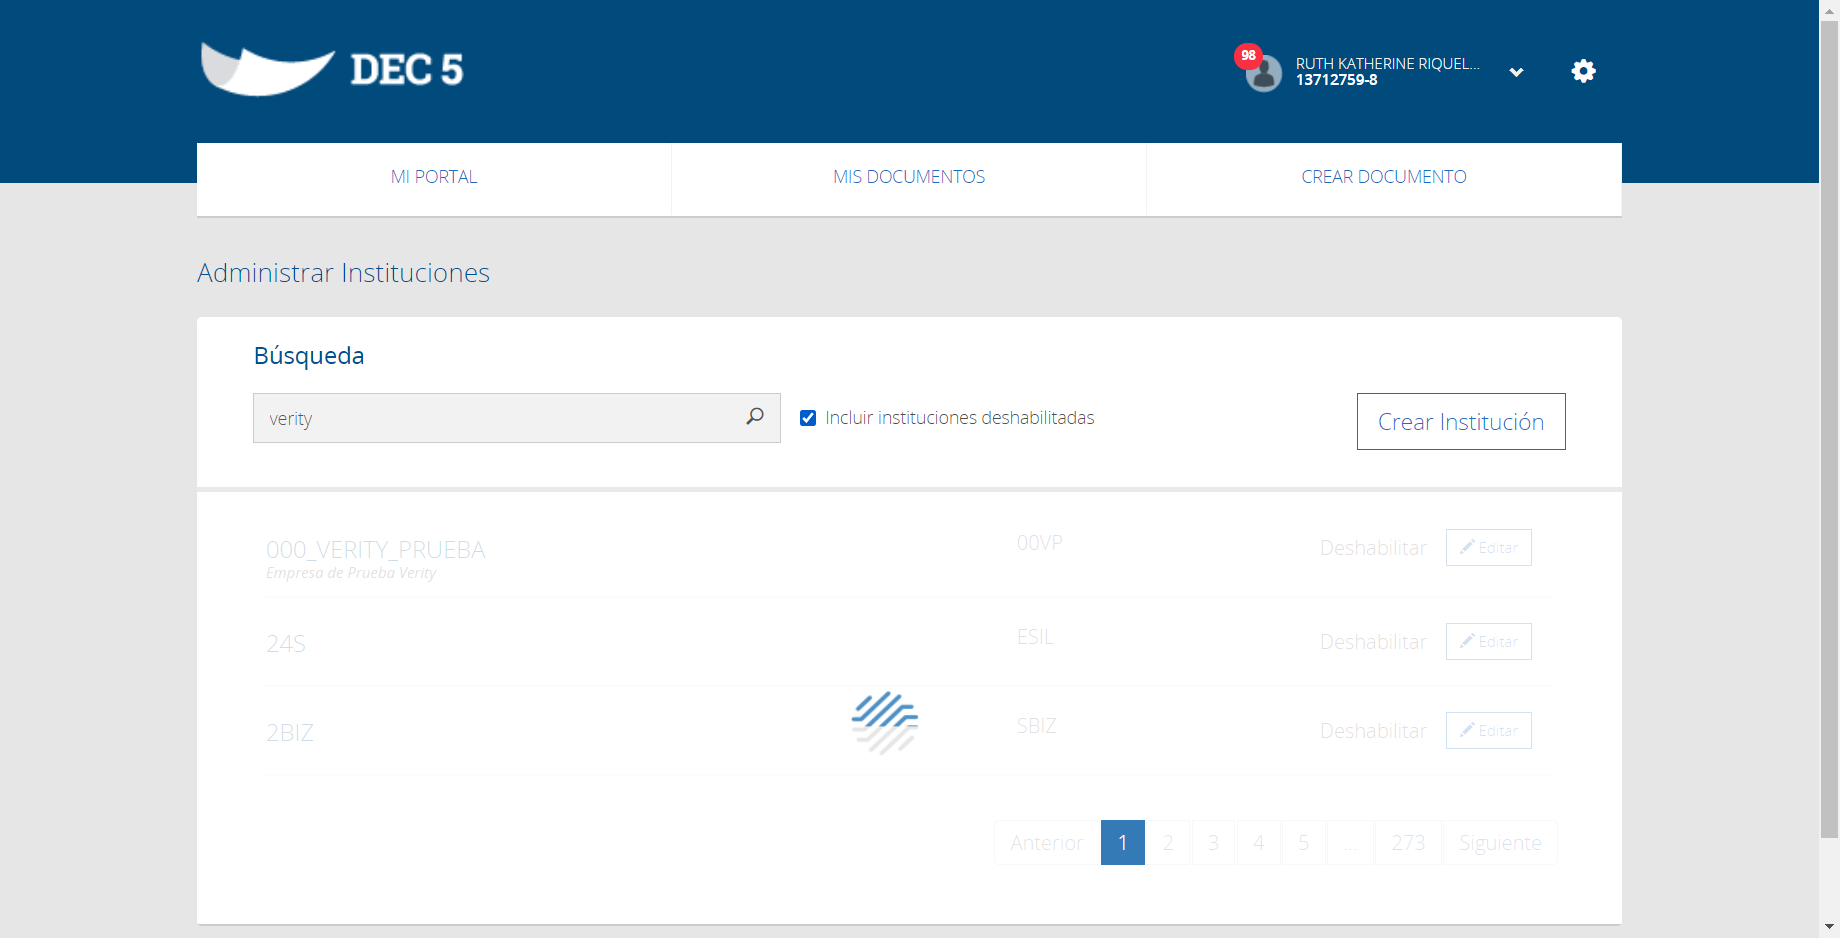 DEC 5
98
RUTH KATHERINE RIQUEL...
13712759-8
MI PORTAL
MIS DOCUMENTOS
CREAR DOCUMENTO
Administrar Instituciones
Búsqueda
verity
Incluir instituciones deshabilitadas
Crear Institución
000_VERITY_PRUEBA
Empresa de Prueba Verity
00VP
Deshabilitar
Editar
24S
ESIL
Deshabilitar
Editar
2BIZ
SBIZ
Deshabilitar
Editar
Anterior 1 2 3 4 5 ... 273 Siguiente